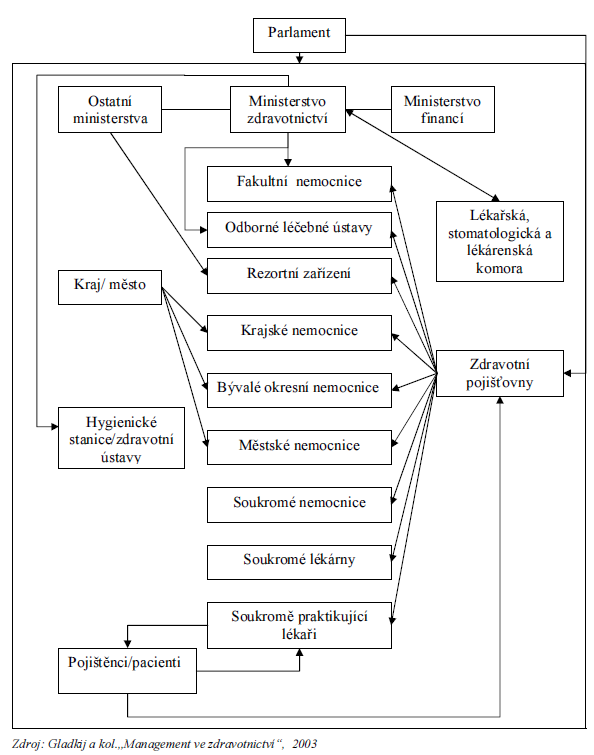 Parlament
Ostatní
ministerstva
Ministerstvo
zdravotnictví
Ministerstvo
financí
Fakultní nemocnice
Odborné léčebné ústavy
Lékařská,
stomatologická a
lékárenská
komora
Rezortní zařízení
Kraj/ město
Krajské nemocnice
Zdravotní
pojišťovny
Bývalé okresní nemocnice
Hygienické
stanice/zdravotní
ústavy
Městské nemocnice
Soukromé nemocnice
Soukromé lékárny
Soukromě praktikující
lékaři
Pojištěnci/pacienti
Zdroj: Gladkij a kol.„Management ve zdravotnictví“, 2003